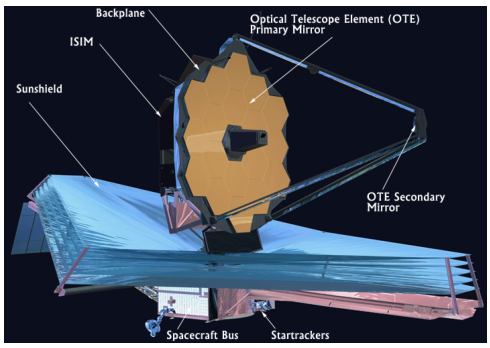 Backplane
Optical Telescope Element (OTE)
Primary Mirror
ISIM
Sunshield
OTE Secondary
Mirror
Spacecraft Bus
Startrackers